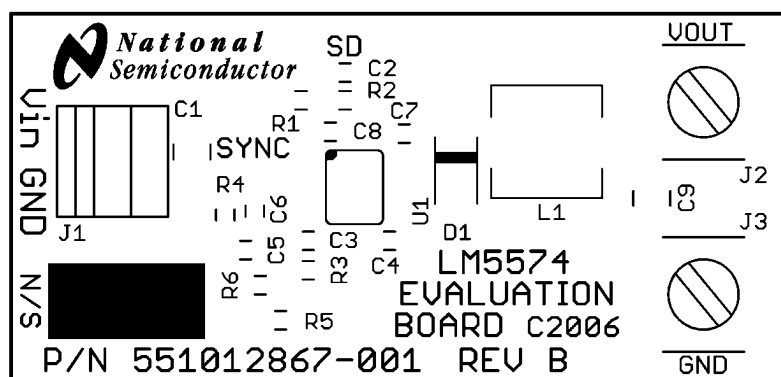 National
Semiconductor
SD
VOUT
C2
R2
C1
R1
C7
C8
SYNC
Vin GND
R4
C6
J1
U1
D1
L1
C9
J2
J3
C5
C3
C4
R3
R6
R5
N/S
LM5574
EVALUATION
BOARD C2006
P/N 551012867-001 REV B
GND